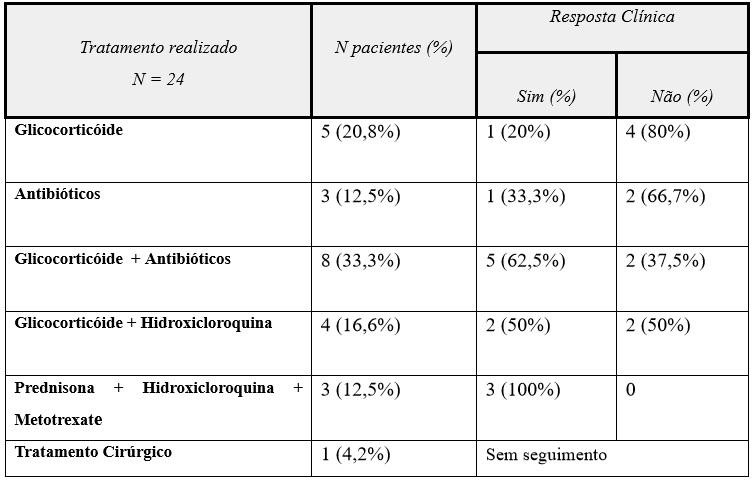 Tratamento realizado
N = 24
N pacientes (%)
Resposta Clínica
Sim (%)
Não (%)
Glicocorticóide
5 (20,8%)
1 (20%)
4 (80%)
Antibióticos
3 (12,5%)
1 (33,3%)
2 (66,7%)
Glicocorticóide + Antibióticos
8 (33,3%)
5 (62,5%)
2 (37,5%)
Glicocorticóide + Hidroxicloroquina
4 (16,6%)
2 (50%)
2 (50%)
Prednisona + Hidroxicloroquina +
Metotrexate
3 (12,5%)
3 (100%)
0
Tratamento Cirúrgico
1 (4,2%)
Sem seguimento